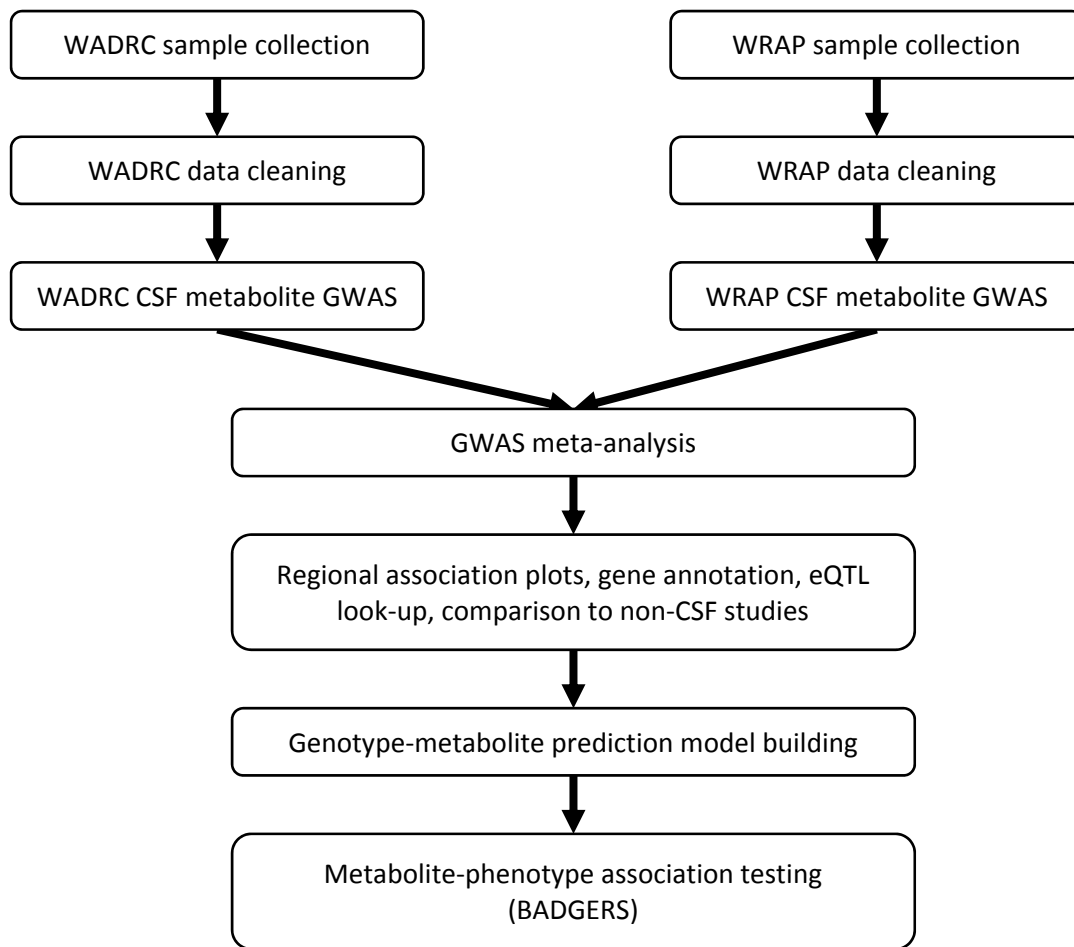 WADRC sample collection
WRAP sample collection
WADRC data cleaning
WRAP data cleaning
WADRC CSF metabolite GWAS
WRAP CSF metabolite GWAS
GWAS meta-analysis
Regional association plots, gene annotation, eQTL
look-up, comparison to non-CSF studies
Genotype-metabolite prediction model building
Metabolite-phenotype association testing
(BADGERS)